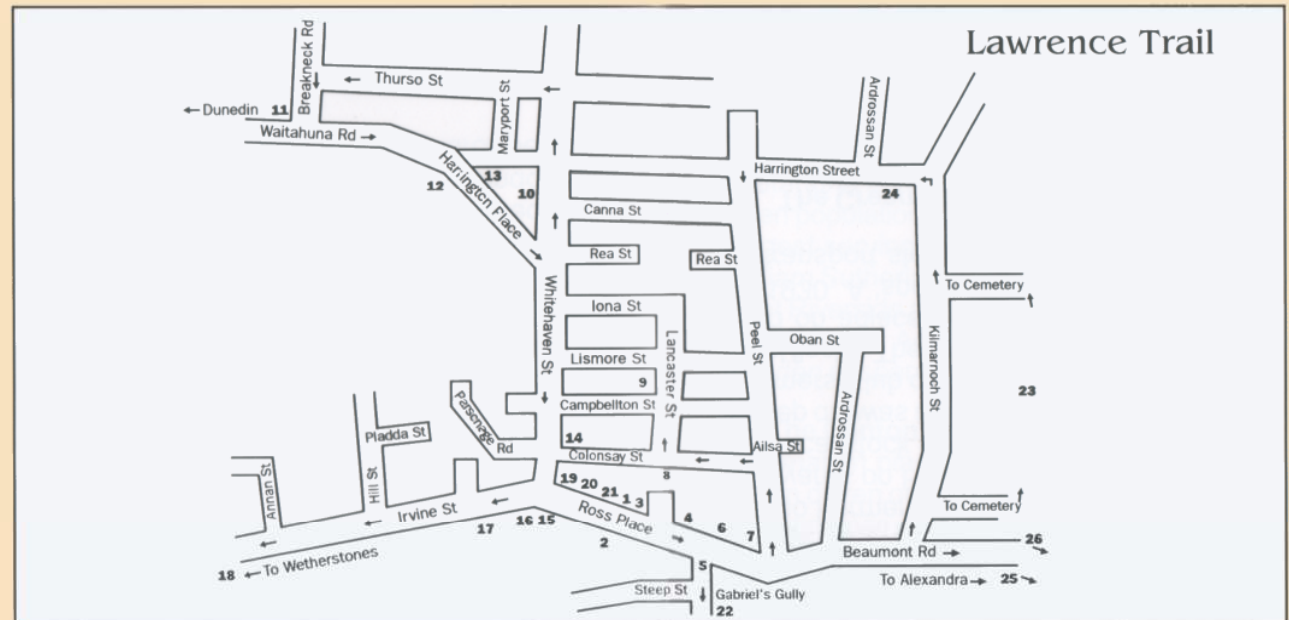 Lawrence Trail
Breakneck Rd
Thurso St
Maryport St
Ardrossan St
← Dunedin 11
Waitahuna Rd →
Harrington Place
13
12
10
Harrington Street
24
Canna St
Rea St
Rea St
To Cemetery
Whitehaven St
Iona St
Lancaster St
Peel St
Oban St
Kilmarnoch St
Lismore St
9
23
Campbellton St
Parsonage Rd
Ardrossan St
Pladda St
14
Ailsa St
Colonsay St
8
Annan St
Hill St
19 20 21 1 3
To Cemetery
Irvine St
Ross Place
17
16 15
2
4
6
7
26
Beaumont Rd →
18 ← To Wetherstones
5
To Alexandra → 25
Steep St
Gabriel's Gully
22